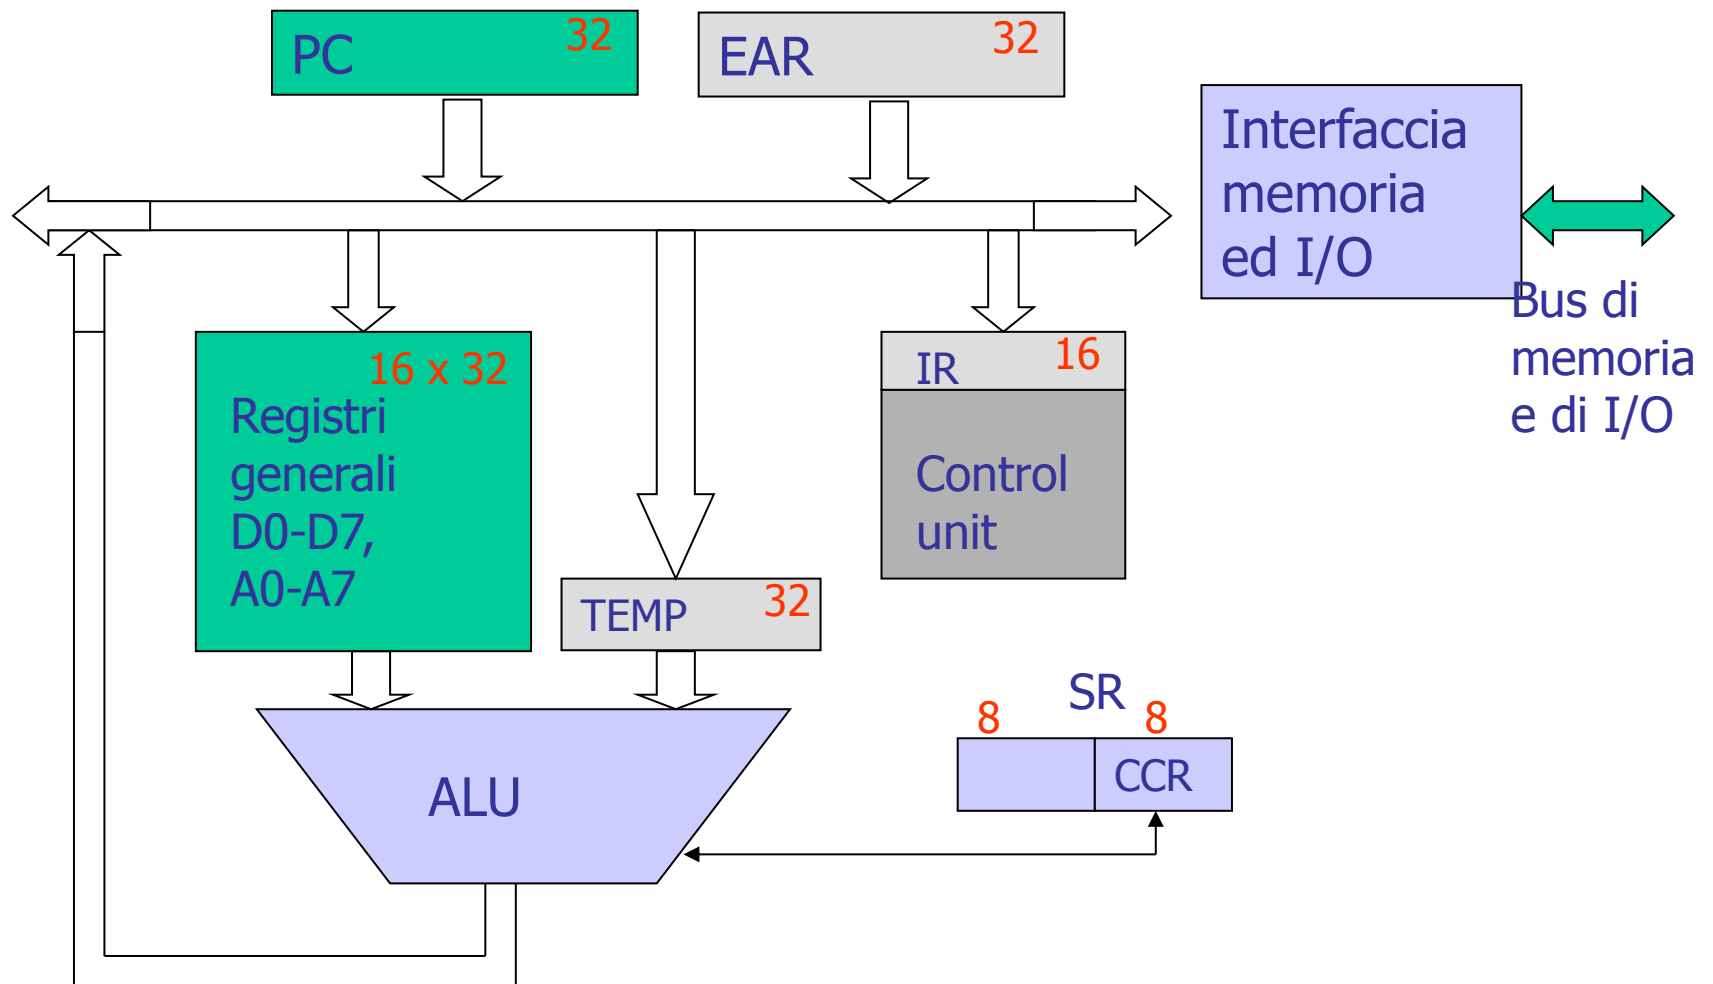 PC 32
EAR 32
Interfaccia
memoria
ed I/O
Bus di
memoria
e di I/O
16 x 32
Registri
generali
D0-D7,
A0-A7
IR 16
Control
unit
TEMP 32
SR
8 8
CCR
ALU